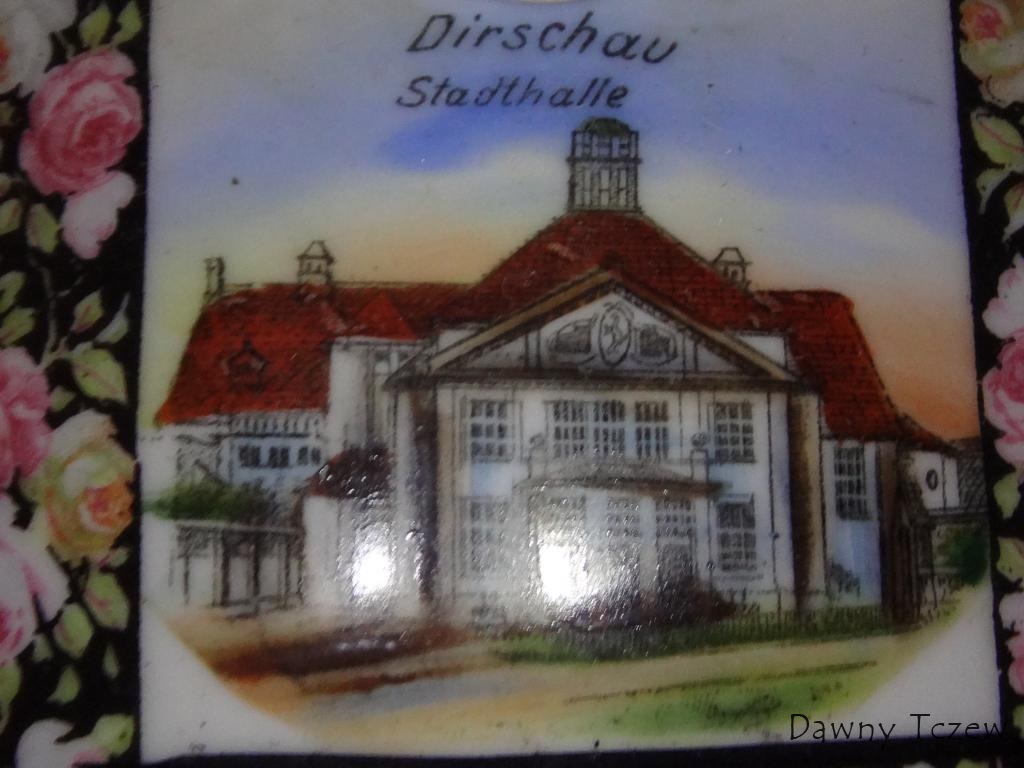 Dirschau
Stadthalle
Dawny Tczew